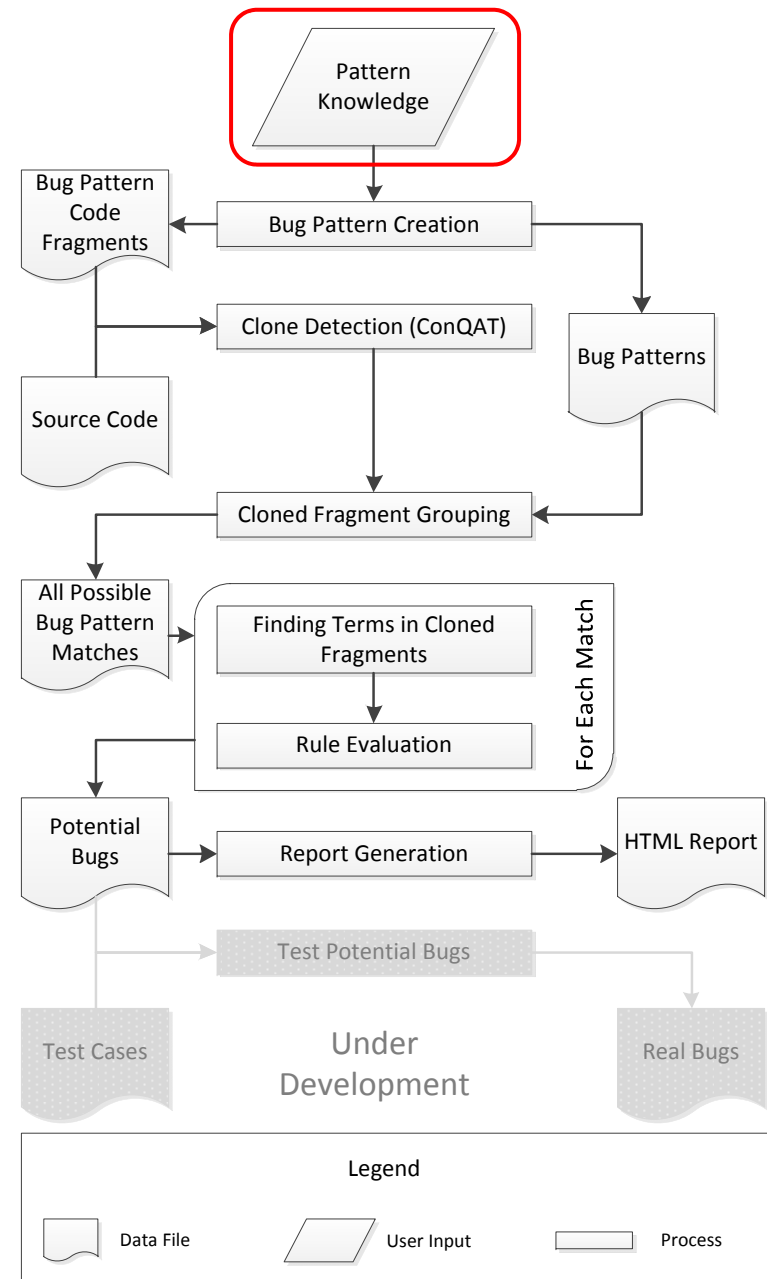 Pattern
Knowledge
Bug Pattern
Code
Fragments
Bug Pattern Creation
Clone Detection (ConQAT)
Bug Patterns
Source Code
Cloned Fragment Grouping
All Possible
Bug Pattern
Matches
Finding Terms in Cloned
Fragments
For Each Match
Rule Evaluation
Potential
Bugs
Report Generation
HTML Report
Test Potential Bugs
Test Cases
Under
Development
Real Bugs
Legend
Data File
User Input
Process